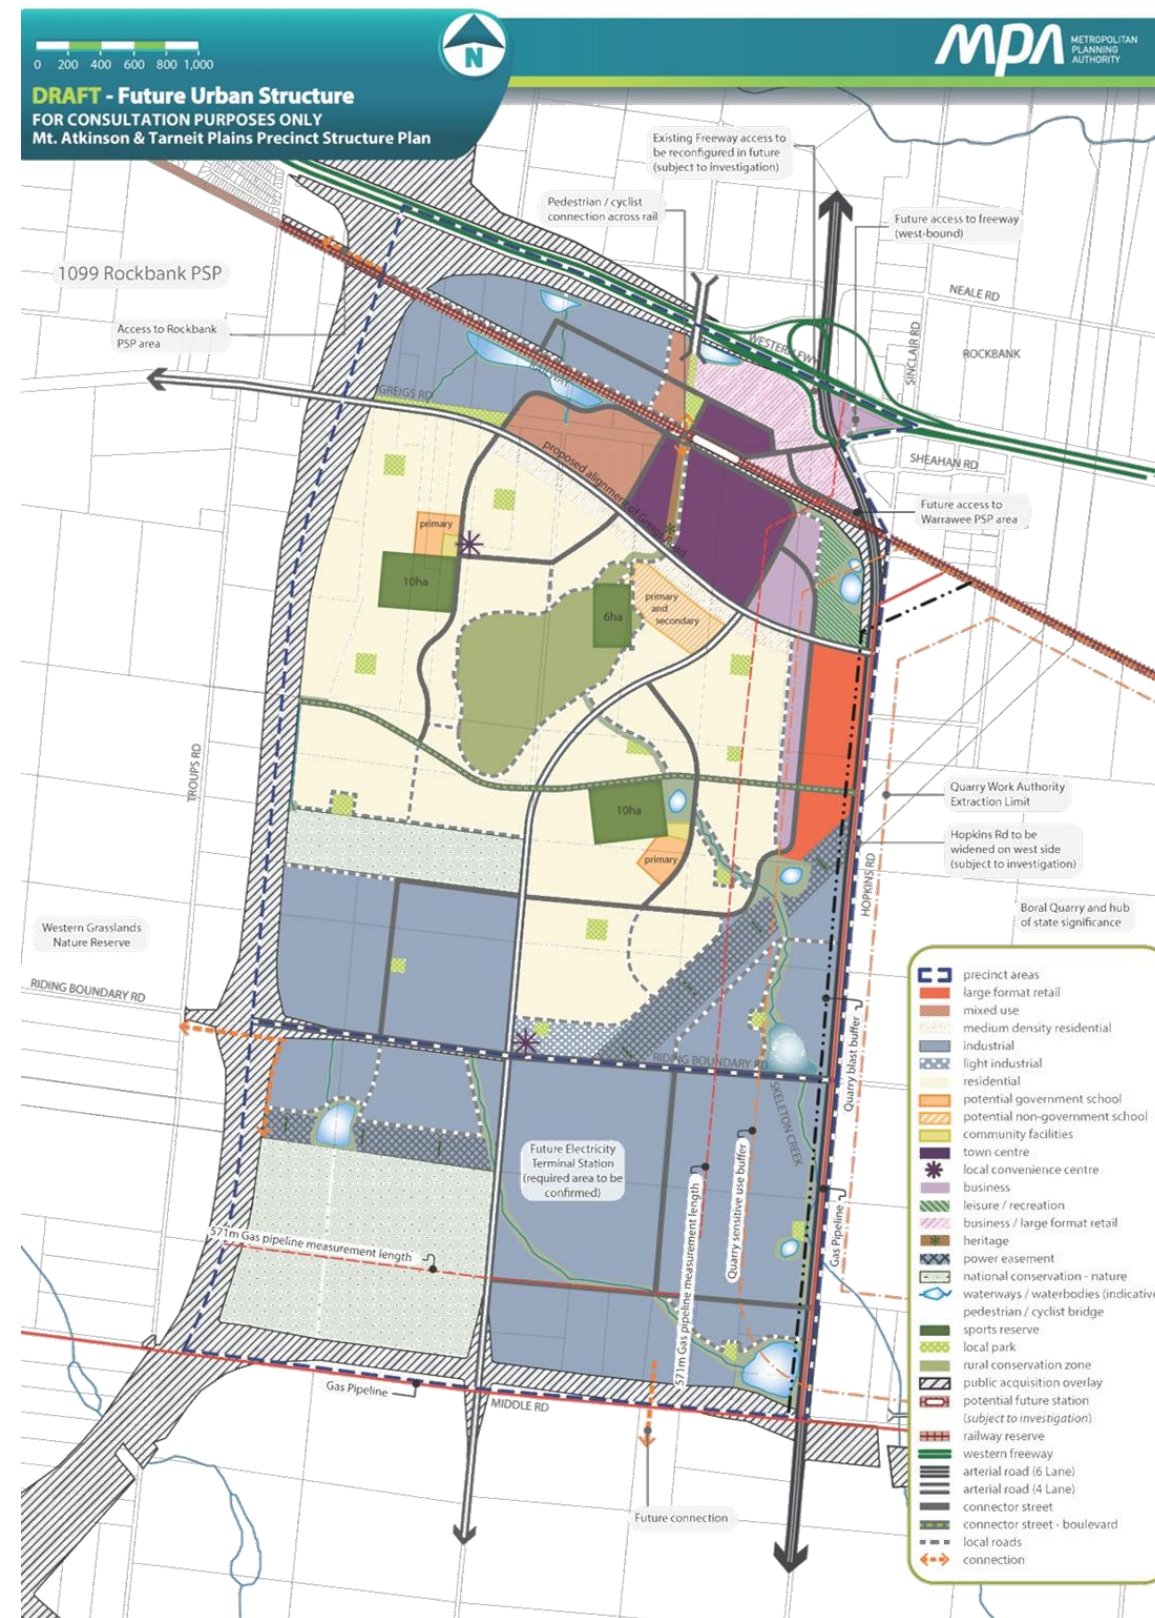 0 200 400 600 800 1,000
DRAFT - Future Urban Structure
FOR CONSULTATION PURPOSES ONLY
Mt. Atkinson & Tarneit Plains Precinct Structure Plan
N
MPA METROPOLITAN
PLANNING
AUTHORITY
Existing Freeway access to
be reconfigured in future
(subject to investigation)
Pedestrian / cyclist
connection across rail
Future access to freeway
(west-bound)
1099 Rockbank PSP
NEALE RD
Access to Rockbank
PSP area
WESTERN FWY
SINCLAIR RD
ROCKBANK
RAILWAY
GREIGS RD
proposed alignment of Greigs Road
SHEAHAN RD
Future access to
Warrawee PSP area
primary
10ha
6ha
primary
and
secondary
TROUPS RD
10ha
primary
Quarry Work Authority
Extraction Limit
Hopkins Rd to be
widened on west side
(subject to investigation)
HOPKINS RD
Boral Quarry and hub
of state significance
Western Grasslands
Nature Reserve
RIDING BOUNDARY RD
RIDING BOUNDARY RD
Quarry blast buffer
SKELETON CREEK
Future Electricity
Terminal Station
(required area to be
confirmed)
571m Gas pipeline measurement length
571m Gas pipeline measurement length
Quarry sensitive use buffer
Gas Pipeline
Gas Pipeline
MIDDLE RD
Future connection
precinct areas
large format retail
mixed use
medium density residential
industrial
light industrial
residential
potential government school
potential non-government school
community facilities
town centre
local convenience centre
business
leisure / recreation
business / large format retail
heritage
power easement
national conservation - nature
waterways / waterbodies (indicative
pedestrian / cyclist bridge
sports reserve
local park
rural conservation zone
public acquisition overlay
potential future station
(subject to investigation)
railway reserve
western freeway
arterial road (6 Lane)
arterial road (4 Lane)
connector street
connector street - boulevard
local roads
connection